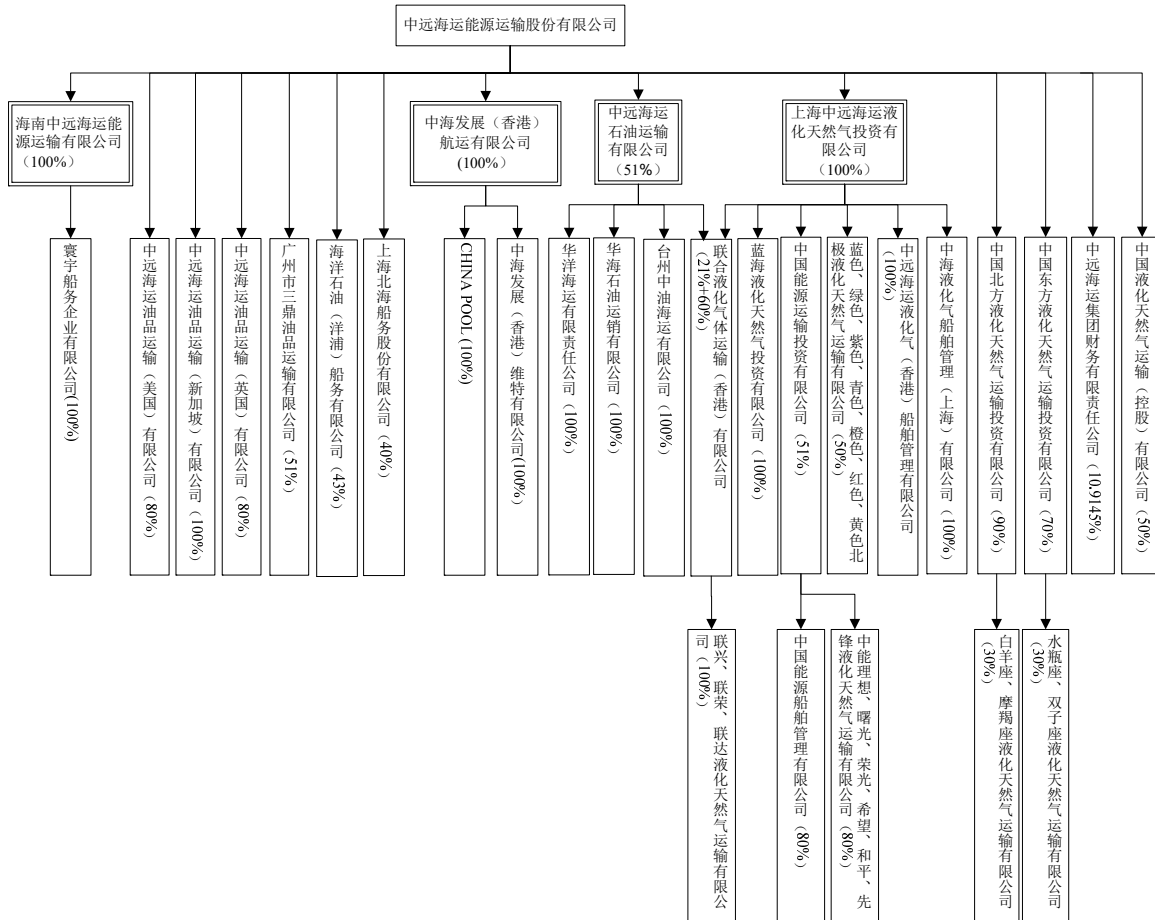 中远海运能源运输股份有限公司
海南中远海运能
源运输有限公司
（100%）
中海发展（香港）
航运有限公司
(100%)
中远海运
石油运输
有限公司
（51%）
上海中远海运液
化天然气投资有
限公司
（100%）
寰宇船务企业有限公司(100%)
中远海运油品运输（美国）有限公司（80%）
中远海运油品运输（新加坡）有限公司（100%）
中远海运油品运输（英国）有限公司（80%）
广州市三鼎油品运输有限公司（51%）
海洋石油（洋浦）船务有限公司（43%）
上海北海船务股份有限公司（40%）
CHINA POOL (100%)
中海发展（香港）维特有限公司(100%)
华洋海运有限责任公司（100%）
华海石油运销有限公司（100%）
台州中油海运有限公司（100%）
联合液化气体运输（香港）有限公司
（21%+60%）
蓝海液化天然气投资有限公司（100%）
中国能源运输投资有限公司（51%）
蓝色、绿色、紫色、青色、橙色、红色、黄色北
极液化天然气运输有限公司（50%）
中远海运液化气（香港）船舶管理有限公司
（100%）
中海液化气船舶管理（上海）有限公司（100%）
中国北方液化天然气运输投资有限公司（90%）
中国东方液化天然气运输投资有限公司（70%）
中远海运集团财务有限责任公司（10.9145%）
中国液化天然气运输（控股）有限公司（50%）
联兴、联荣、联达液化天然气运输有限公
司（100%）
中国能源船舶管理有限公司（80%）
中能理想、曙光、荣光、希望、和平、先
锋液化天然气运输有限公司（80%）
白羊座、摩羯座液化天然气运输有限公司
（30%）
水瓶座、双子座液化天然气运输有限公司
（30%）